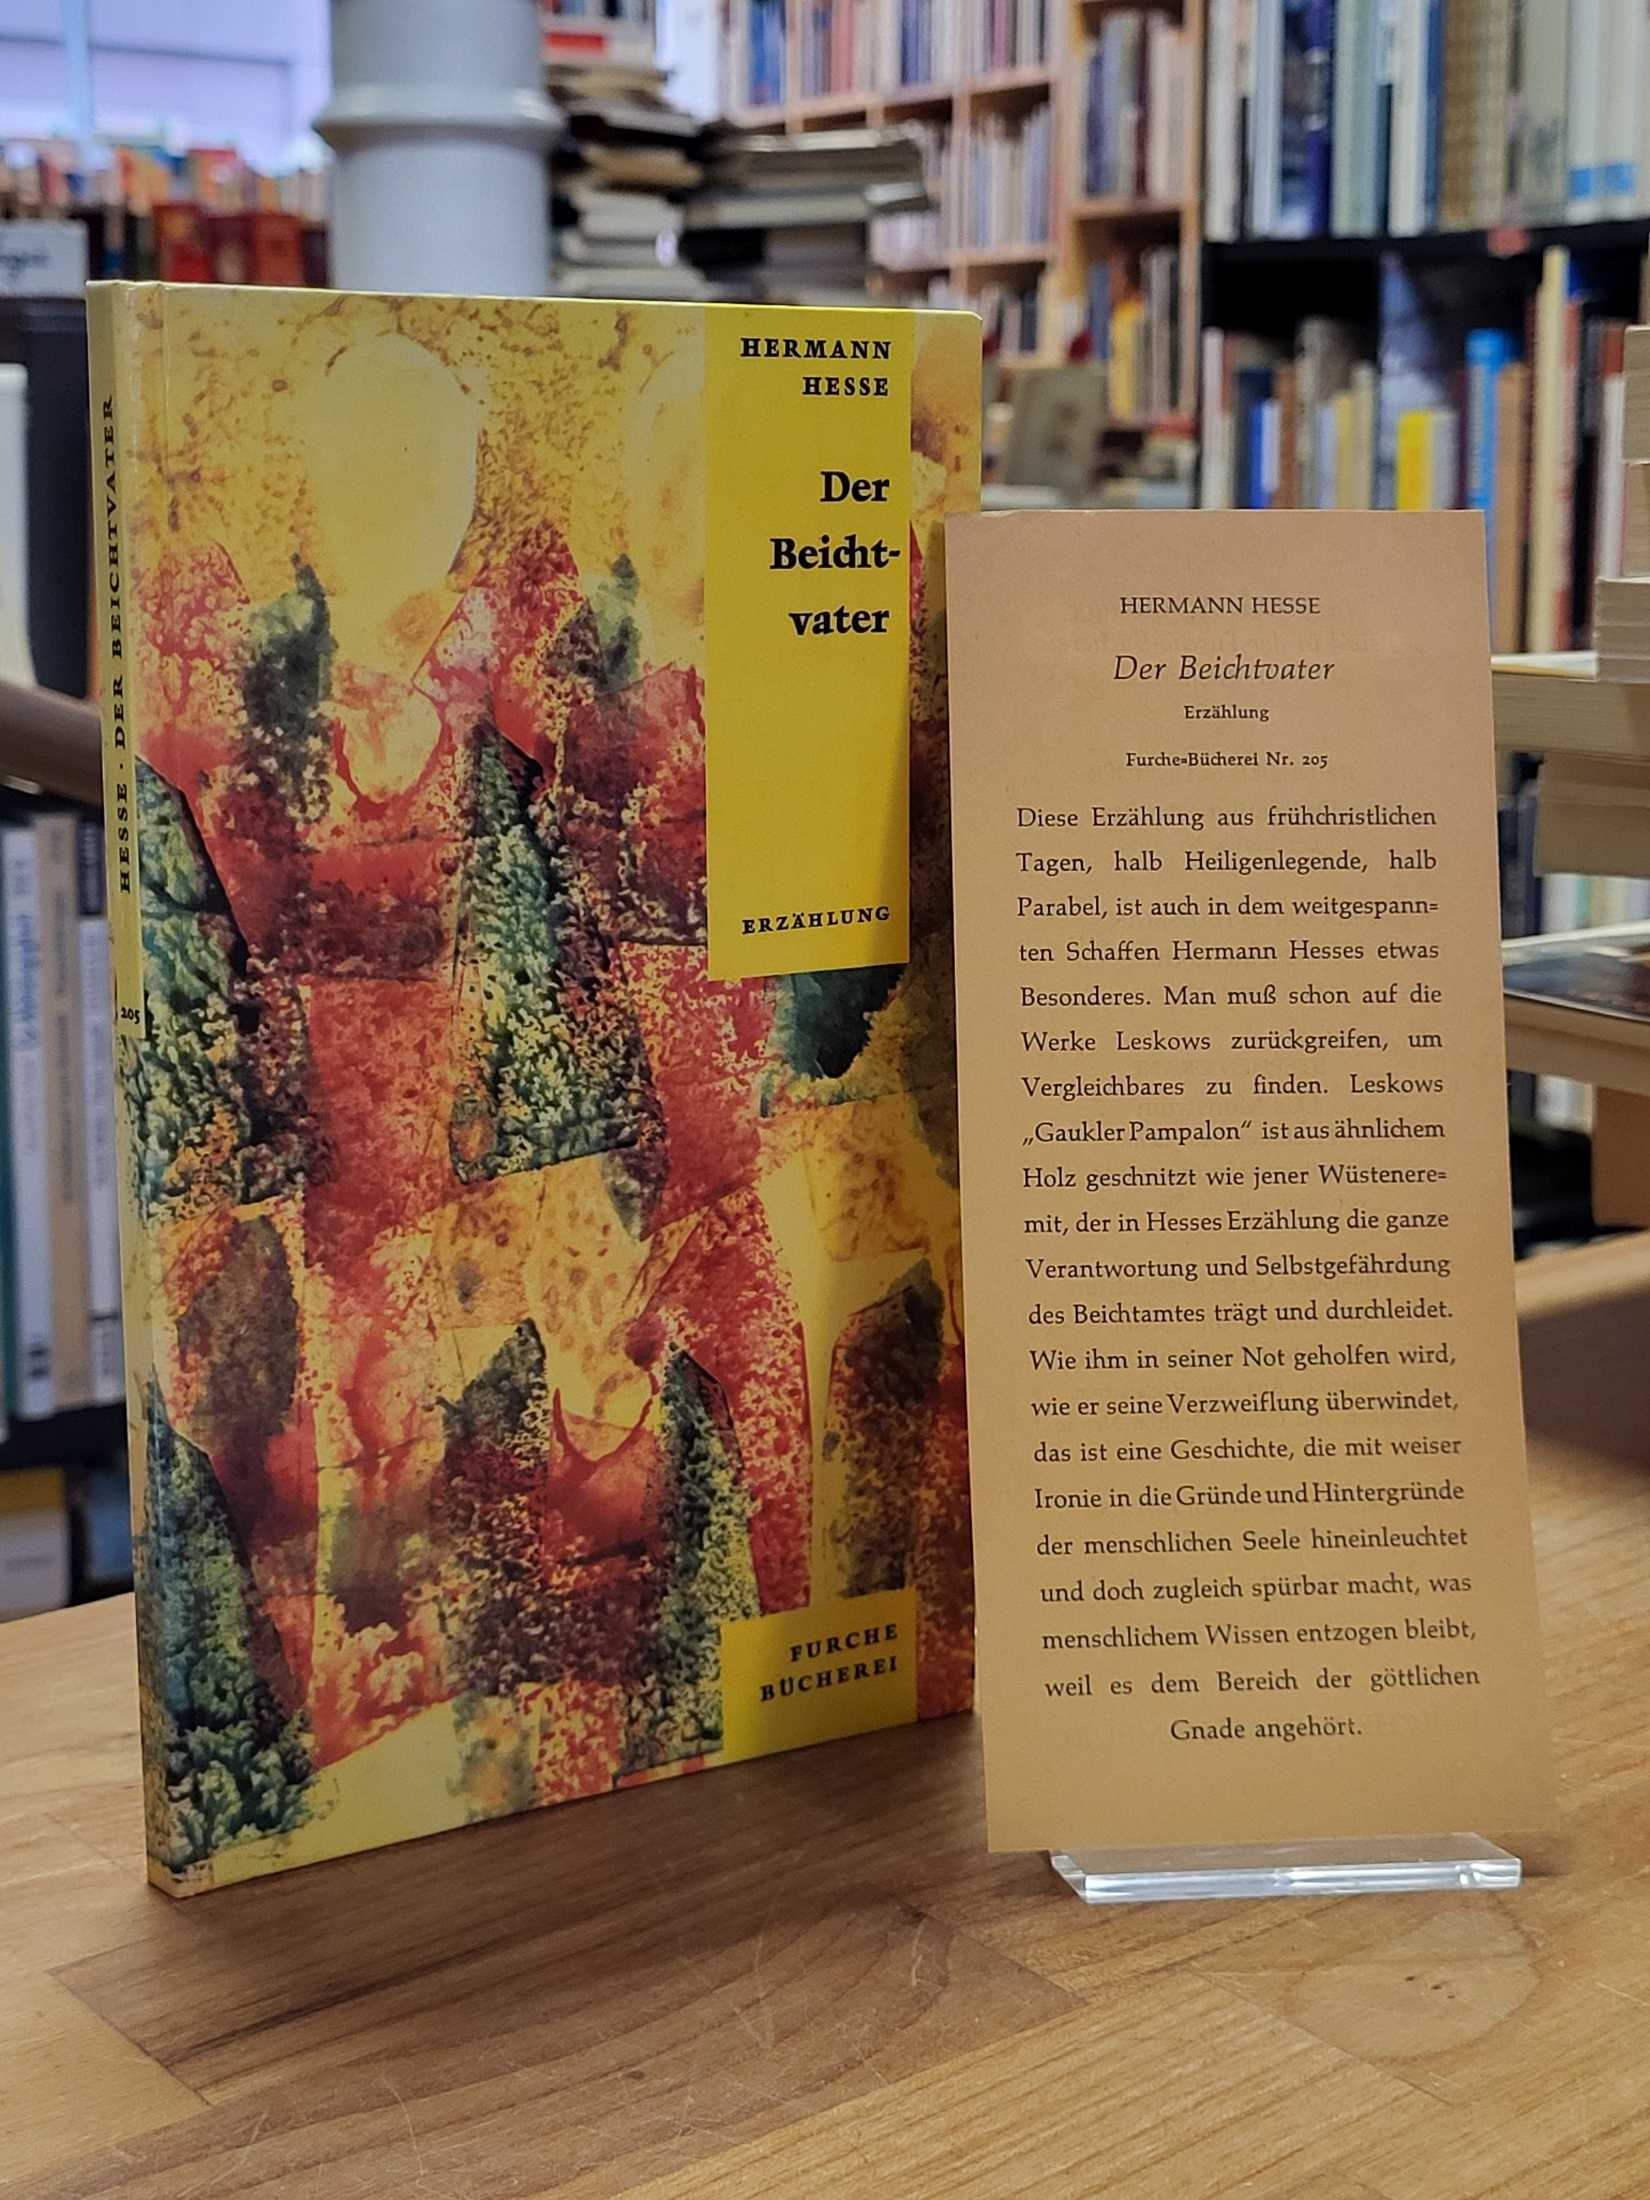 HESSE · DER BEICHTVATER
205
HERMANN
HESSE
Der
Beicht-
vater
ERZÄHLUNG
FURCHE
BÜCHEREI
HERMANN HESSE
Der Beichtvater
Erzählung
Furche=Bücherei Nr. 205
Diese Erzählung aus frühchristlichen
Tagen, halb Heiligenlegende, halb
Parabel, ist auch in dem weitgespann=
ten Schaffen Hermann Hesses etwas
Besonderes. Man muß schon auf die
Werke Leskows zurückgreifen, um
Vergleichbares zu finden. Leskows
„Gaukler Pampalon“ ist aus ähnlichem
Holz geschnitzt wie jener Wüstenere=
mit, der in Hesses Erzählung die ganze
Verantwortung und Selbstgefährdung
des Beichtamtes trägt und durchleidet.
Wie ihm in seiner Not geholfen wird,
wie er seine Verzweiflung überwindet,
das ist eine Geschichte, die mit weiser
Ironie in die Gründe und Hintergründe
der menschlichen Seele hineinleuchtet
und doch zugleich spürbar macht, was
menschlichem Wissen entzogen bleibt,
weil es dem Bereich der göttlichen
Gnade angehört.